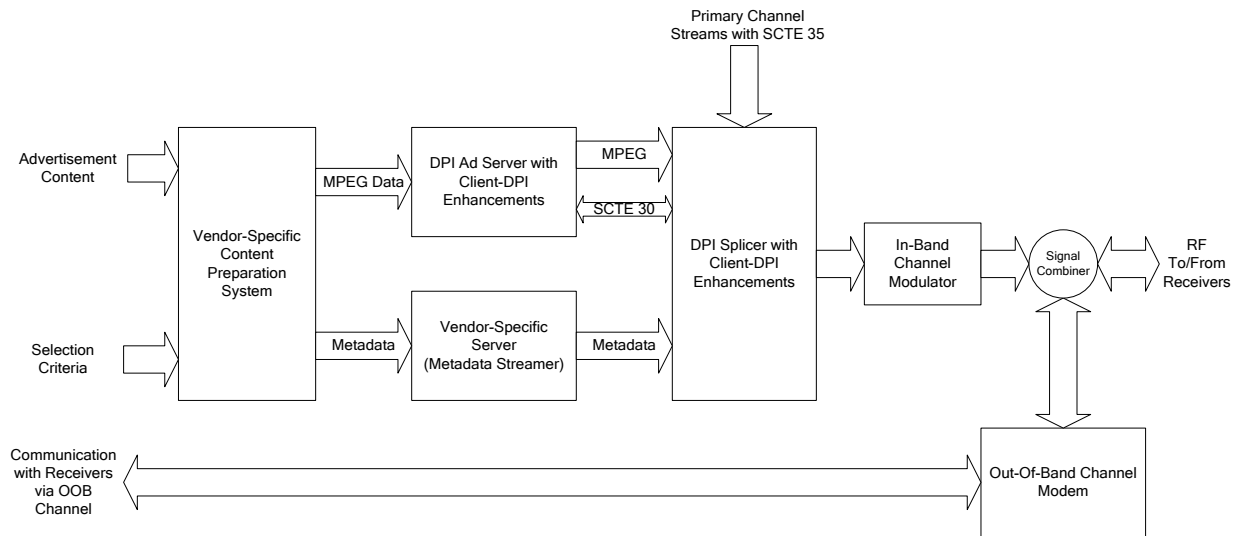 Primary Channel
Streams with SCTE 35
Advertisement
Content
MPEG Data
DPI Ad Server with
Client-DPI
Enhancements
MPEG
SCTE 30
Vendor-Specific
Content
Preparation
System
DPI Splicer with
Client-DPI
Enhancements
In-Band
Channel
Modulator
Signal
Combiner
RF
To/From
Receivers
Selection
Criteria
Metadata
Vendor-Specific
Server
(Metadata Streamer)
Metadata
Communication
with Receivers
via OOB
Channel
Out-Of-Band Channel
Modem